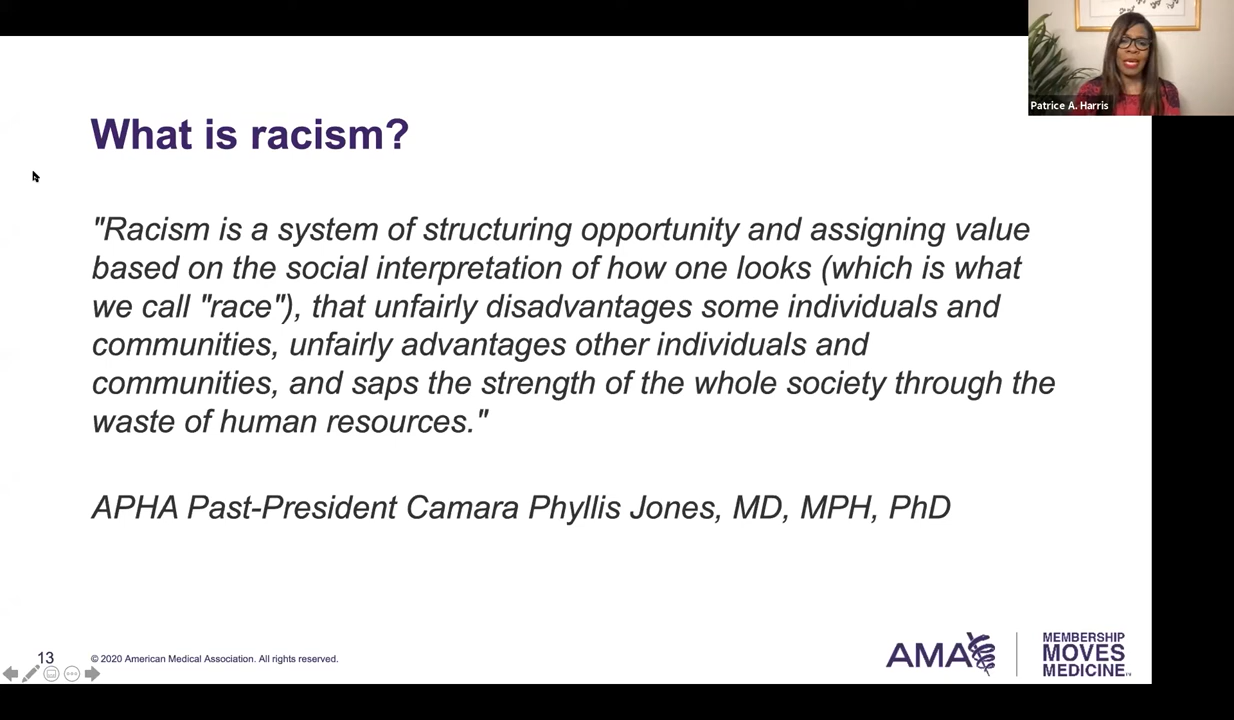 Patrice A. Harris
What is racism?
"Racism is a system of structuring opportunity and assigning value
based on the social interpretation of how one looks (which is what
we call "race"), that unfairly disadvantages some individuals and
communities, unfairly advantages other individuals and
communities, and saps the strength of the whole society through the
waste of human resources."
APHA Past-President Camara Phyllis Jones, MD, MPH, PhD
13
© 2020 American Medical Association. All rights reserved.
AMA
MEMBERSHIP
MOVES
MEDICINE™